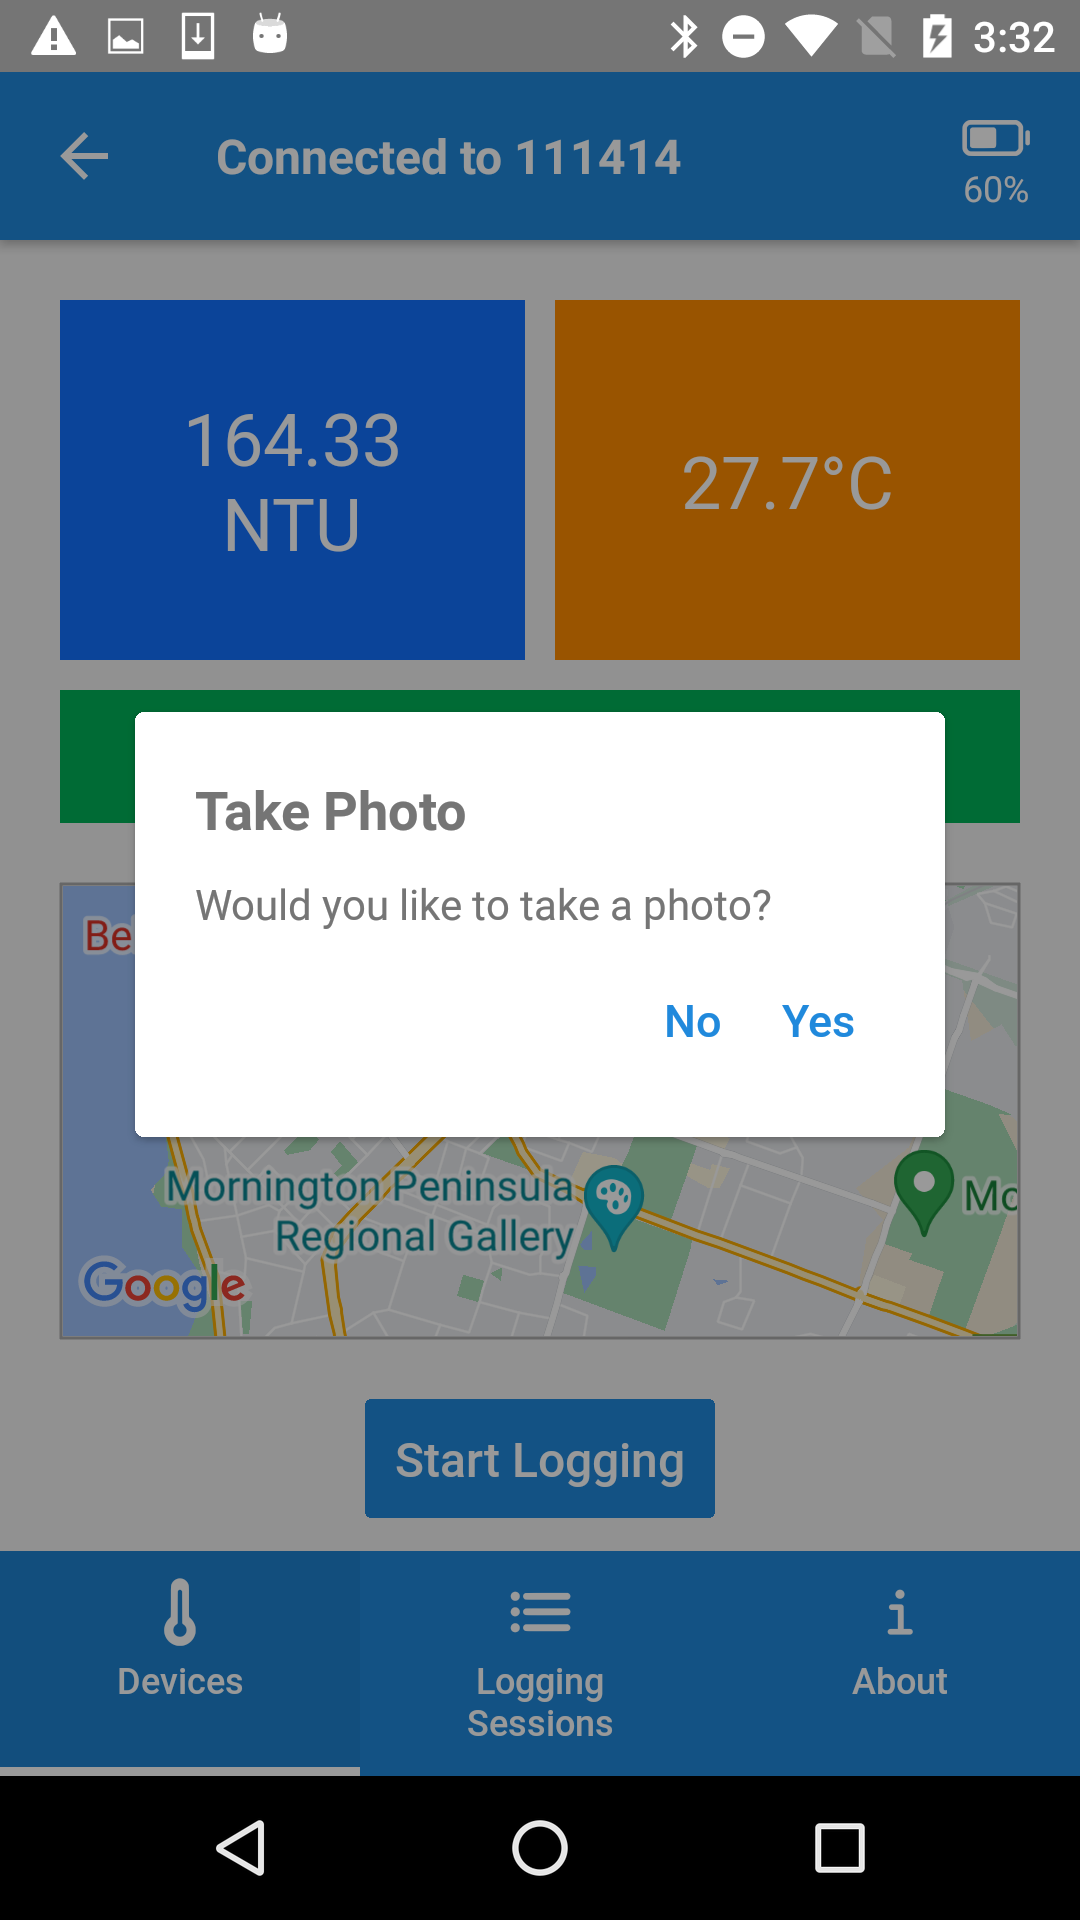 3:32
Connected to 111414
60%
164.33
NTU
27.7°C
Take Photo
Would you like to take a photo?
No Yes
Be
Mornington Peninsula
Regional Gallery
Mo
Google
Start Logging
Devices
Logging
Sessions
About